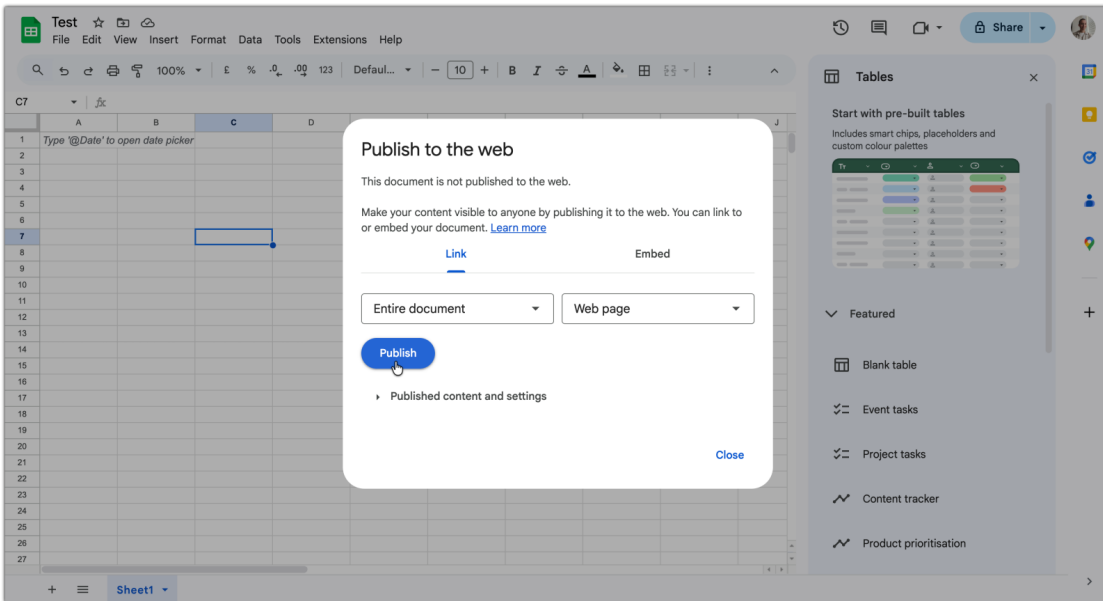 Test
File Edit View Insert Format Data Tools Extensions Help
Share
100% £ % .0 .00 123 Defaul... 10 B I A
C7 fx
A B C D J
1 Type '@Date' to open date picker
2
3
4
5
6
7
8
9
10
11
12
13
14
15
16
17
18
19
20
21
22
23
24
25
26
27
Sheet1
Publish to the web
This document is not published to the web.
Make your content visible to anyone by publishing it to the web. You can link to
or embed your document. Learn more
Link Embed
Entire document Web page
Publish
Published content and settings
Close
Tables
Start with pre-built tables
Includes smart chips, placeholders and
custom colour palettes
Featured
Blank table
Event tasks
Project tasks
Content tracker
Product prioritisation
31